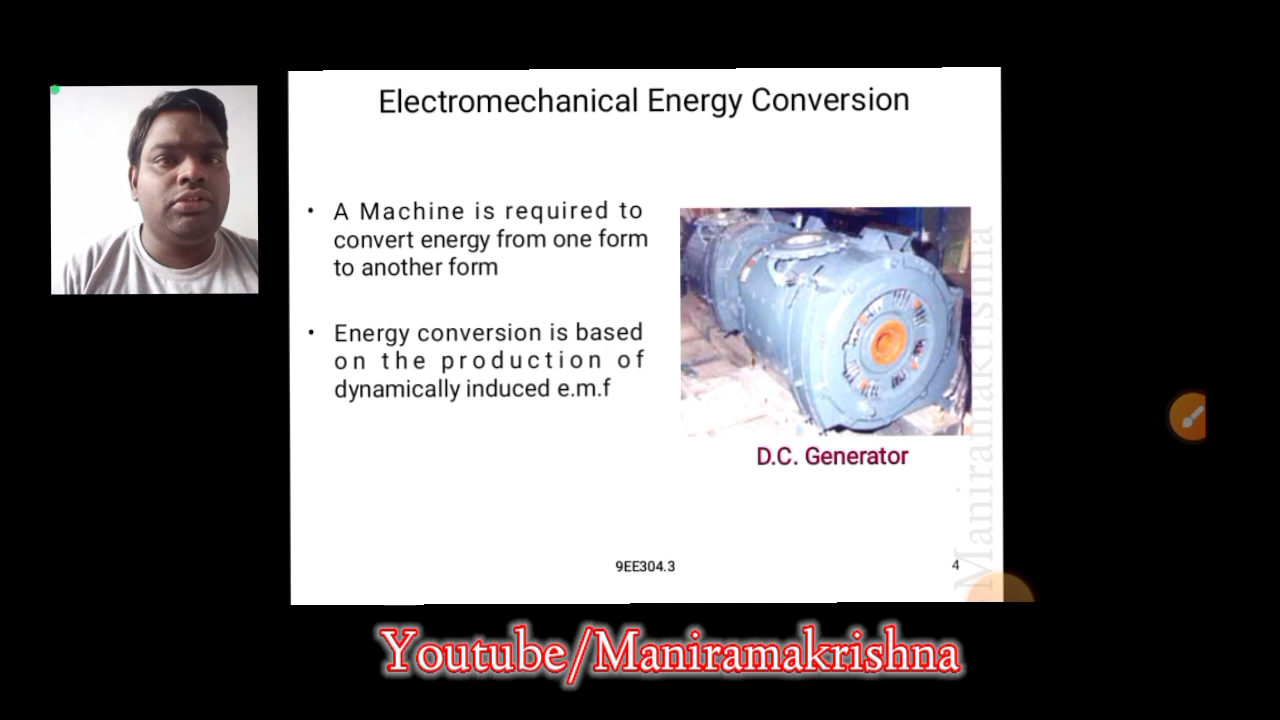 Electromechanical Energy Conversion
• A Machine is required to
convert energy from one form
to another form
• Energy conversion is based
on the production of
dynamically induced e.m.f
D.C. Generator
Maniramakrishna
9EE304.3
4
Youtube/Maniramakrishna